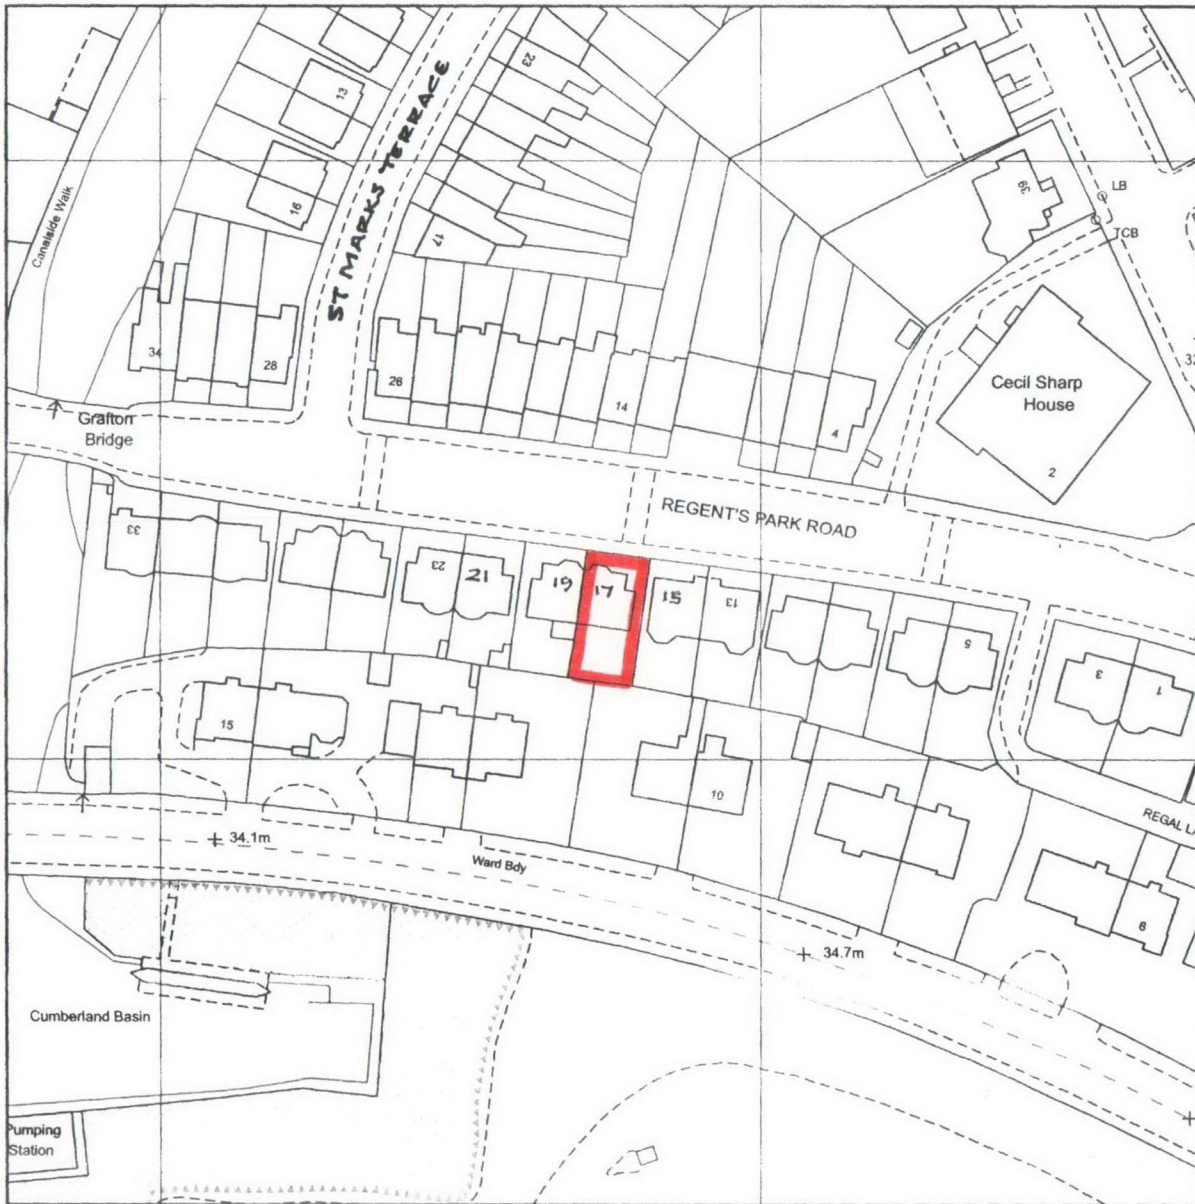 23
13
ST MARKS TERRACE
Canalside Walk
16
17
39
LB
TCB
34
28
26
14
4
32
Cecil Sharp
House
2
Grafton
Bridge
REGENT'S PARK ROAD
33
23
21
19
17
15
13
5
3
1
15
10
REGAL LA
34.1m
Ward Bdy
34.7m
Cumberland Basin
Pumping
Station